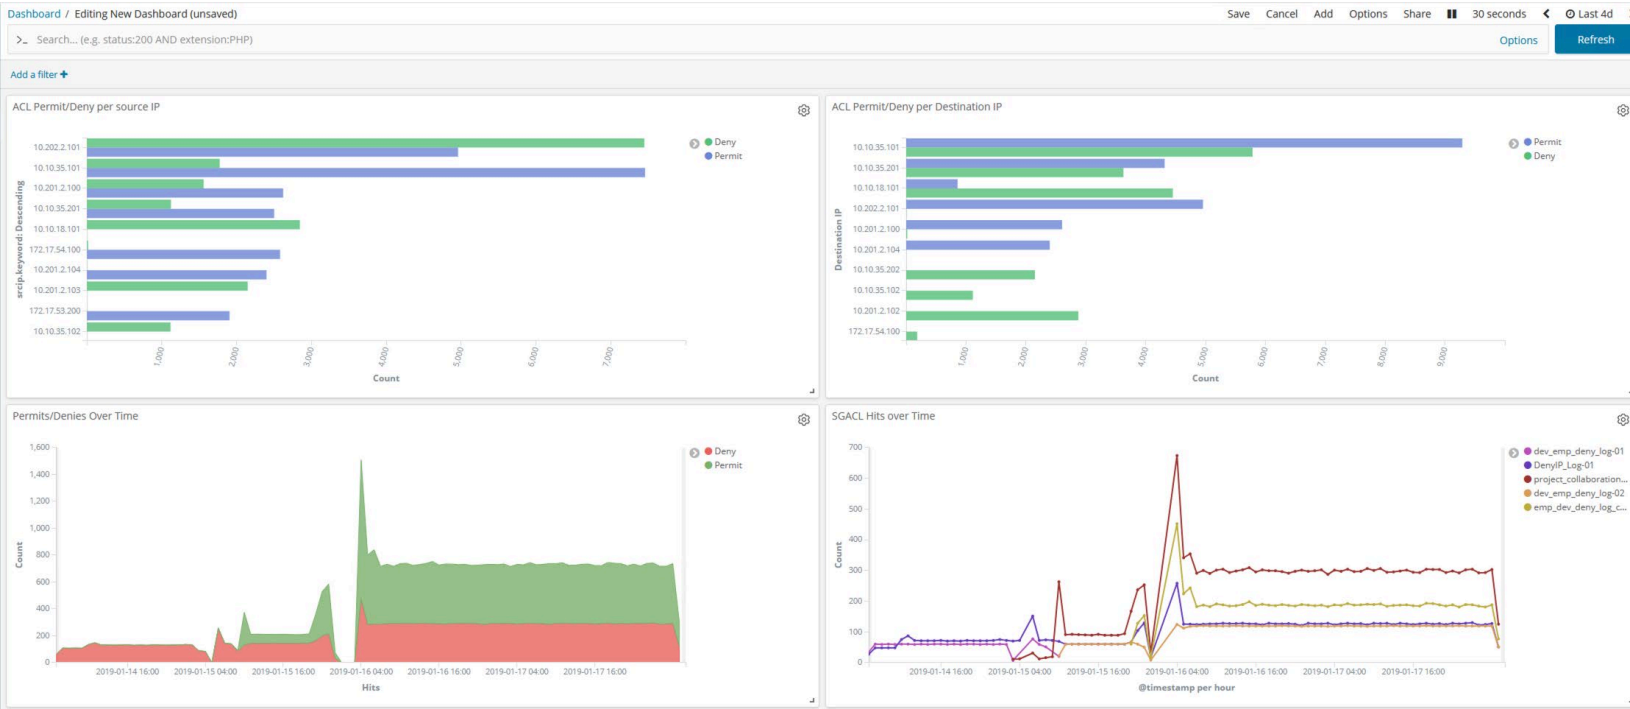 Dashboard / Editing New Dashboard (unsaved)
Save Cancel Add Options Share 30 seconds Last 4d
>_ Search... (e.g. status:200 AND extension:PHP)
Options
Refresh
Add a filter +
ACL Permit/Deny per source IP
srcip.keyword: Descending
10.202.2.101
10.10.35.101
10.201.2.100
10.10.35.201
10.10.18.101
172.17.54.100
10.201.2.104
10.201.2.103
172.17.53.200
10.10.35.102
1,000 2,000 3,000 4,000 5,000 6,000 7,000
Count
Deny
Permit
ACL Permit/Deny per Destination IP
Destination IP
10.10.35.101
10.10.35.201
10.10.18.101
10.202.2.101
10.201.2.100
10.201.2.104
10.10.35.202
10.10.35.102
10.201.2.102
172.17.54.100
1,000 2,000 3,000 4,000 5,000 6,000 7,000 8,000 9,000
Count
Permit
Deny
Permits/Denies Over Time
Count
1,600
1,400
1,200
1,000
800
600
400
200
0
2019-01-14 16:00 2019-01-15 04:00 2019-01-15 16:00 2019-01-16 04:00 2019-01-16 16:00 2019-01-17 04:00 2019-01-17 16:00
Hits
Deny
Permit
SGACL Hits over Time
Count
700
600
500
400
300
200
100
0
2019-01-14 16:00 2019-01-15 04:00 2019-01-15 16:00 2019-01-16 04:00 2019-01-16 16:00 2019-01-17 04:00 2019-01-17 16:00
@timestamp per hour
dev_emp_deny_log-01
DenyIP_Log-01
project_collaboration...
dev_emp_deny_log-02
emp_dev_deny_log_c...